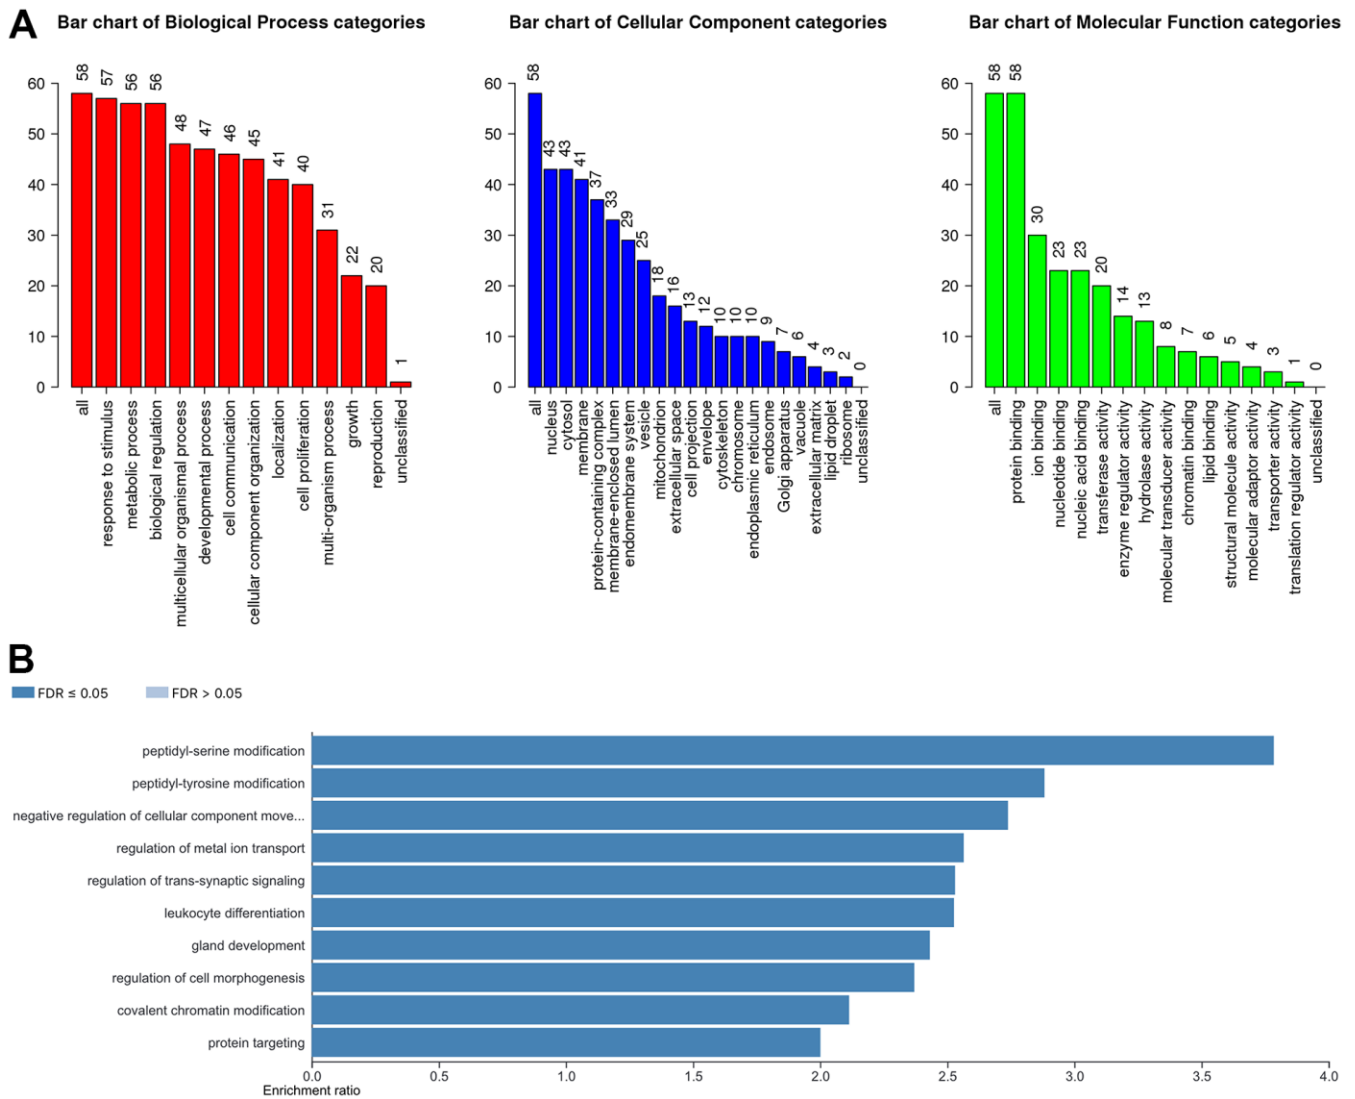 A
Bar chart of Biological Process categories
60
50
40
30
20
10
0
58
57
56
56
48
47
46
45
41
40
31
22
20
1
all
response to stimulus
metabolic process
biological regulation
multicellular organismal process
developmental process
cell communication
cellular component organization
localization
cell proliferation
multi-organism process
growth
reproduction
unclassified
Bar chart of Cellular Component categories
60
50
40
30
20
10
0
58
43
43
41
37
33
29
25
18
16
13
12
10
10
10
9
7
6
4
3
2
0
all
nucleus
cytosol
membrane
protein-containing complex
membrane-enclosed lumen
endomembrane system
vesicle
mitochondrion
extracellular space
cell projection
envelope
cytoskeleton
chromosome
endoplasmic reticulum
endosome
Golgi apparatus
vacuole
extracellular matrix
lipid droplet
ribosome
unclassified
Bar chart of Molecular Function categories
60
50
40
30
20
10
0
58
58
30
23
23
20
14
13
8
7
6
5
4
3
1
0
all
protein binding
ion binding
nucleotide binding
nucleic acid binding
transferase activity
enzyme regulator activity
hydrolase activity
molecular transducer activity
chromatin binding
lipid binding
structural molecule activity
molecular adaptor activity
transporter activity
translation regulator activity
unclassified
B
FDR ≤ 0.05
FDR > 0.05
peptidyl-serine modification
peptidyl-tyrosine modification
negative regulation of cellular component move...
regulation of metal ion transport
regulation of trans-synaptic signaling
leukocyte differentiation
gland development
regulation of cell morphogenesis
covalent chromatin modification
protein targeting
0.0 0.5 1.0 1.5 2.0 2.5 3.0 3.5 4.0
Enrichment ratio